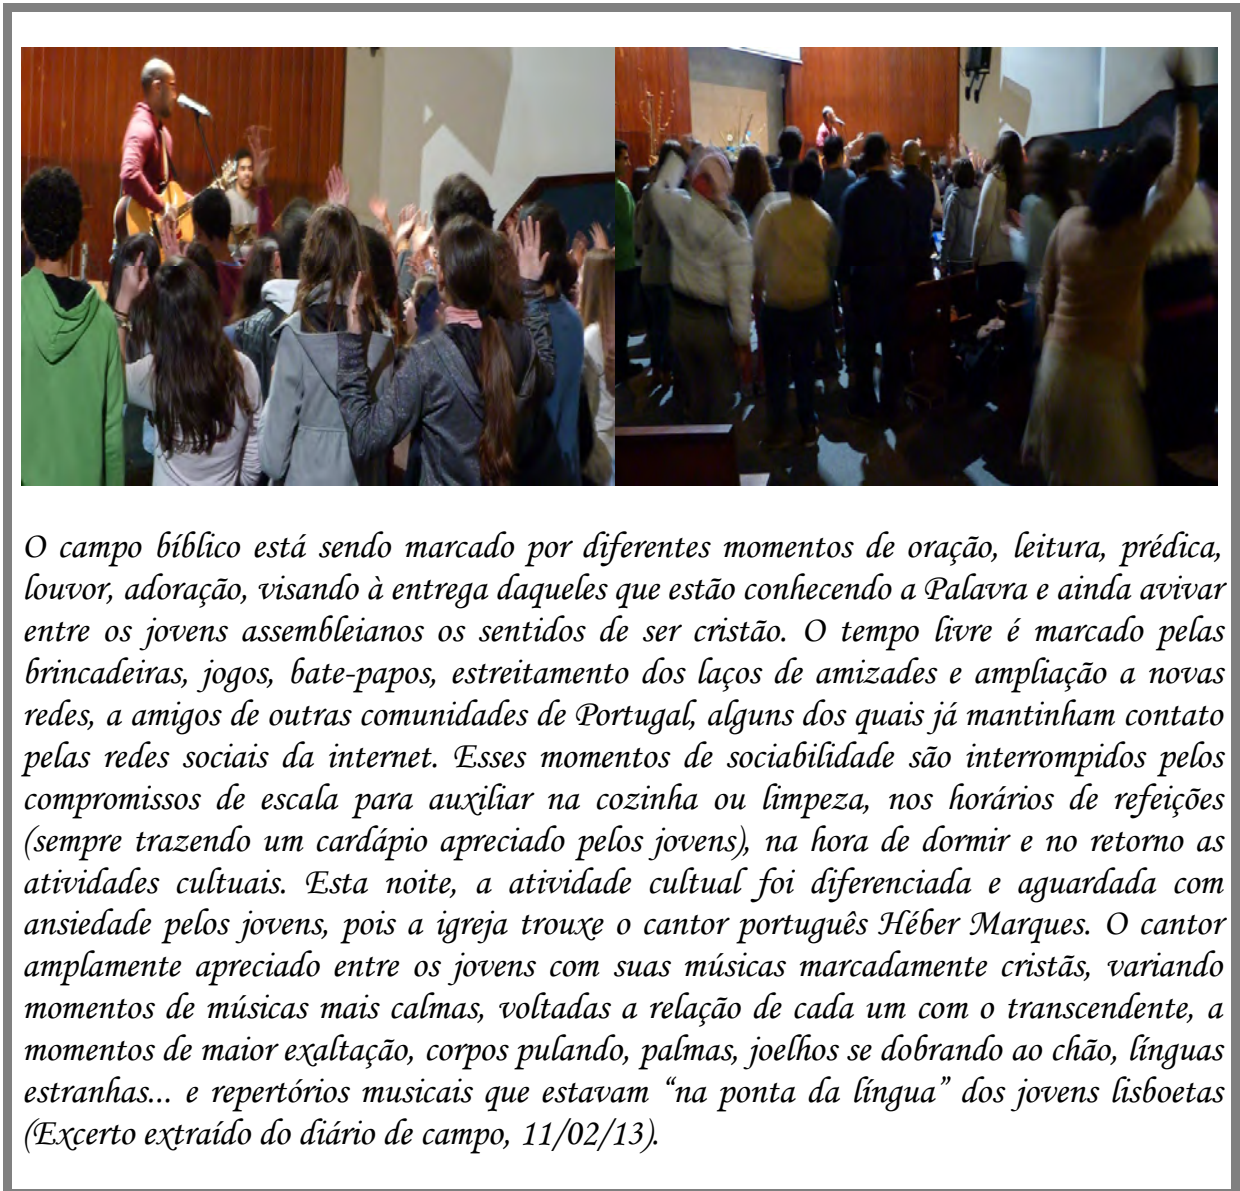 O campo bíblico está sendo marcado por diferentes momentos de oração, leitura, prédica,
louvor, adoração, visando à entrega daqueles que estão conhecendo a Palavra e ainda avivar
entre os jovens assembleianos os sentidos de ser cristão. O tempo livre é marcado pelas
brincadeiras, jogos, bate-papos, estreitamento dos laços de amizades e ampliação a novas
redes, a amigos de outras comunidades de Portugal, alguns dos quais já mantinham contato
pelas redes sociais da internet. Esses momentos de sociabilidade são interrompidos pelos
compromissos de escala para auxiliar na cozinha ou limpeza, nos horários de refeições
(sempre trazendo um cardápio apreciado pelos jovens), na hora de dormir e no retorno as
atividades cultuais. Esta noite, a atividade cultual foi diferenciada e aguardada com
ansiedade pelos jovens, pois a igreja trouxe o cantor português Héber Marques. O cantor
amplamente apreciado entre os jovens com suas músicas marcadamente cristãs, variando
momentos de músicas mais calmas, voltadas a relação de cada um com o transcendente, a
momentos de maior exaltação, corpos pulando, palmas, joelhos se dobrando ao chão, línguas
estranhas... e repertórios musicais que estavam “na ponta da língua” dos jovens lisboetas
(Excerto extraído do diário de campo, 11/02/13).